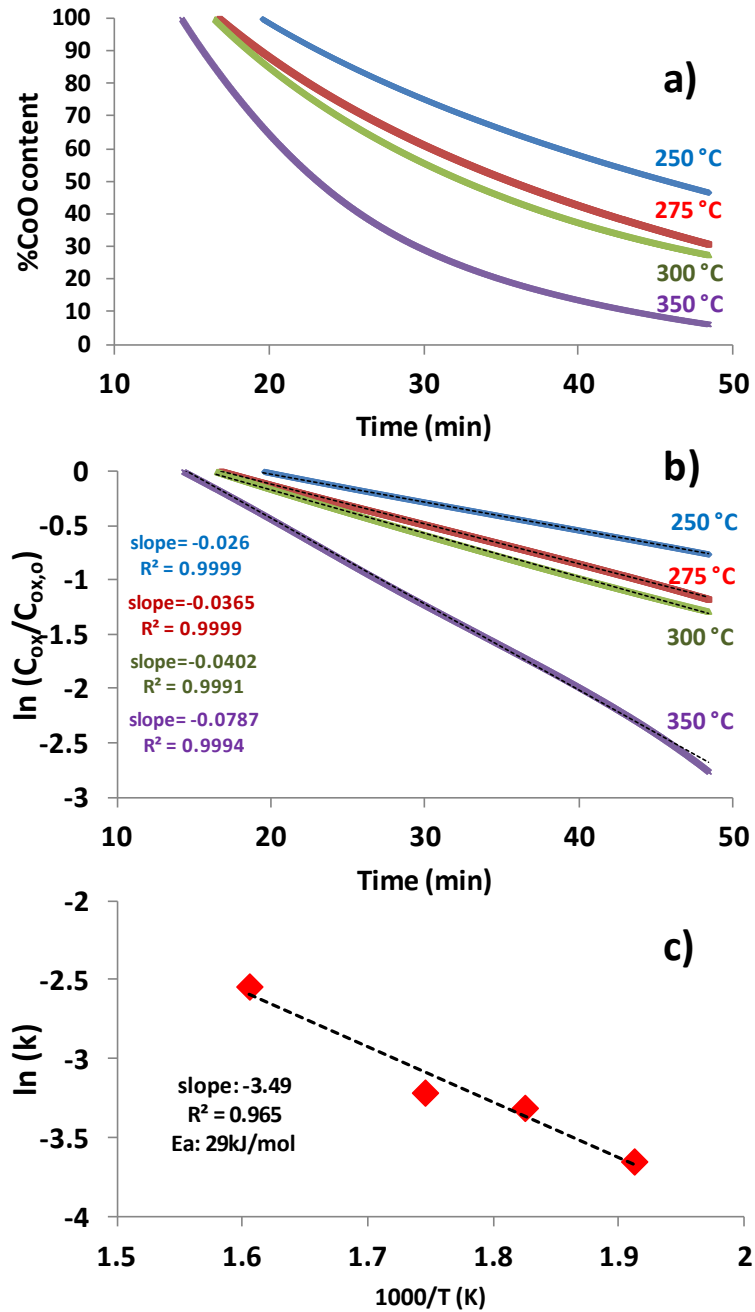 100
90
80
70
60
50
40
30
20
10
0
%CoO content
a)
250 °C
275 °C
300 °C
350 °C
10 20 30 40 50
Time (min)
0
-0.5
-1
-1.5
-2
-2.5
-3
ln (Cox/Cox,o)
b)
250 °C
275 °C
300 °C
350 °C
slope= -0.026
R² = 0.9999
slope=-0.0365
R² = 0.9999
slope=-0.0402
R² = 0.9991
slope= -0.0787
R² = 0.9994
10 20 30 40 50
Time (min)
-2
-2.5
-3
-3.5
-4
ln (k)
c)
slope: -3.49
R² = 0.965
Ea: 29kJ/mol
1.5 1.6 1.7 1.8 1.9 2
1000/T (K)